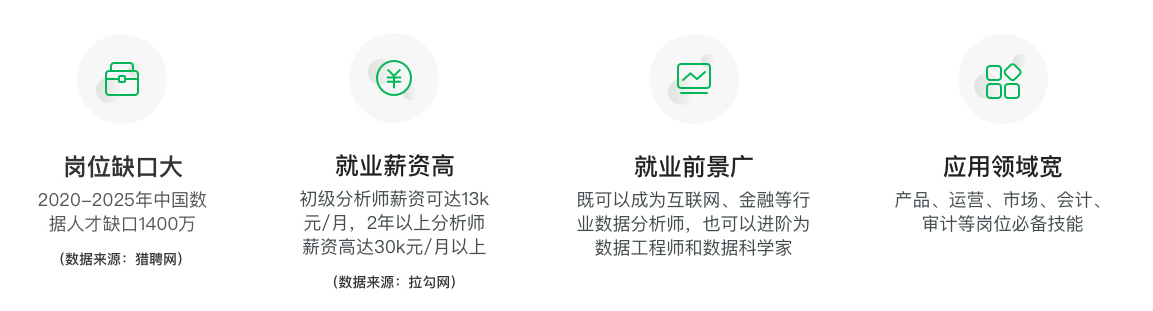 岗位缺口大
2020-2025年中国数
据人才缺口1400万
（数据来源：猎聘网）
就业薪资高
初级分析师薪资可达13k
元/月，2年以上分析师
薪资高达30k元/月以上
（数据来源：拉勾网）
就业前景广
既可以成为互联网、金融等行
业数据分析师，也可以进阶为
数据工程师和数据科学家
应用领域宽
产品、运营、市场、会计、
审计等岗位必备技能